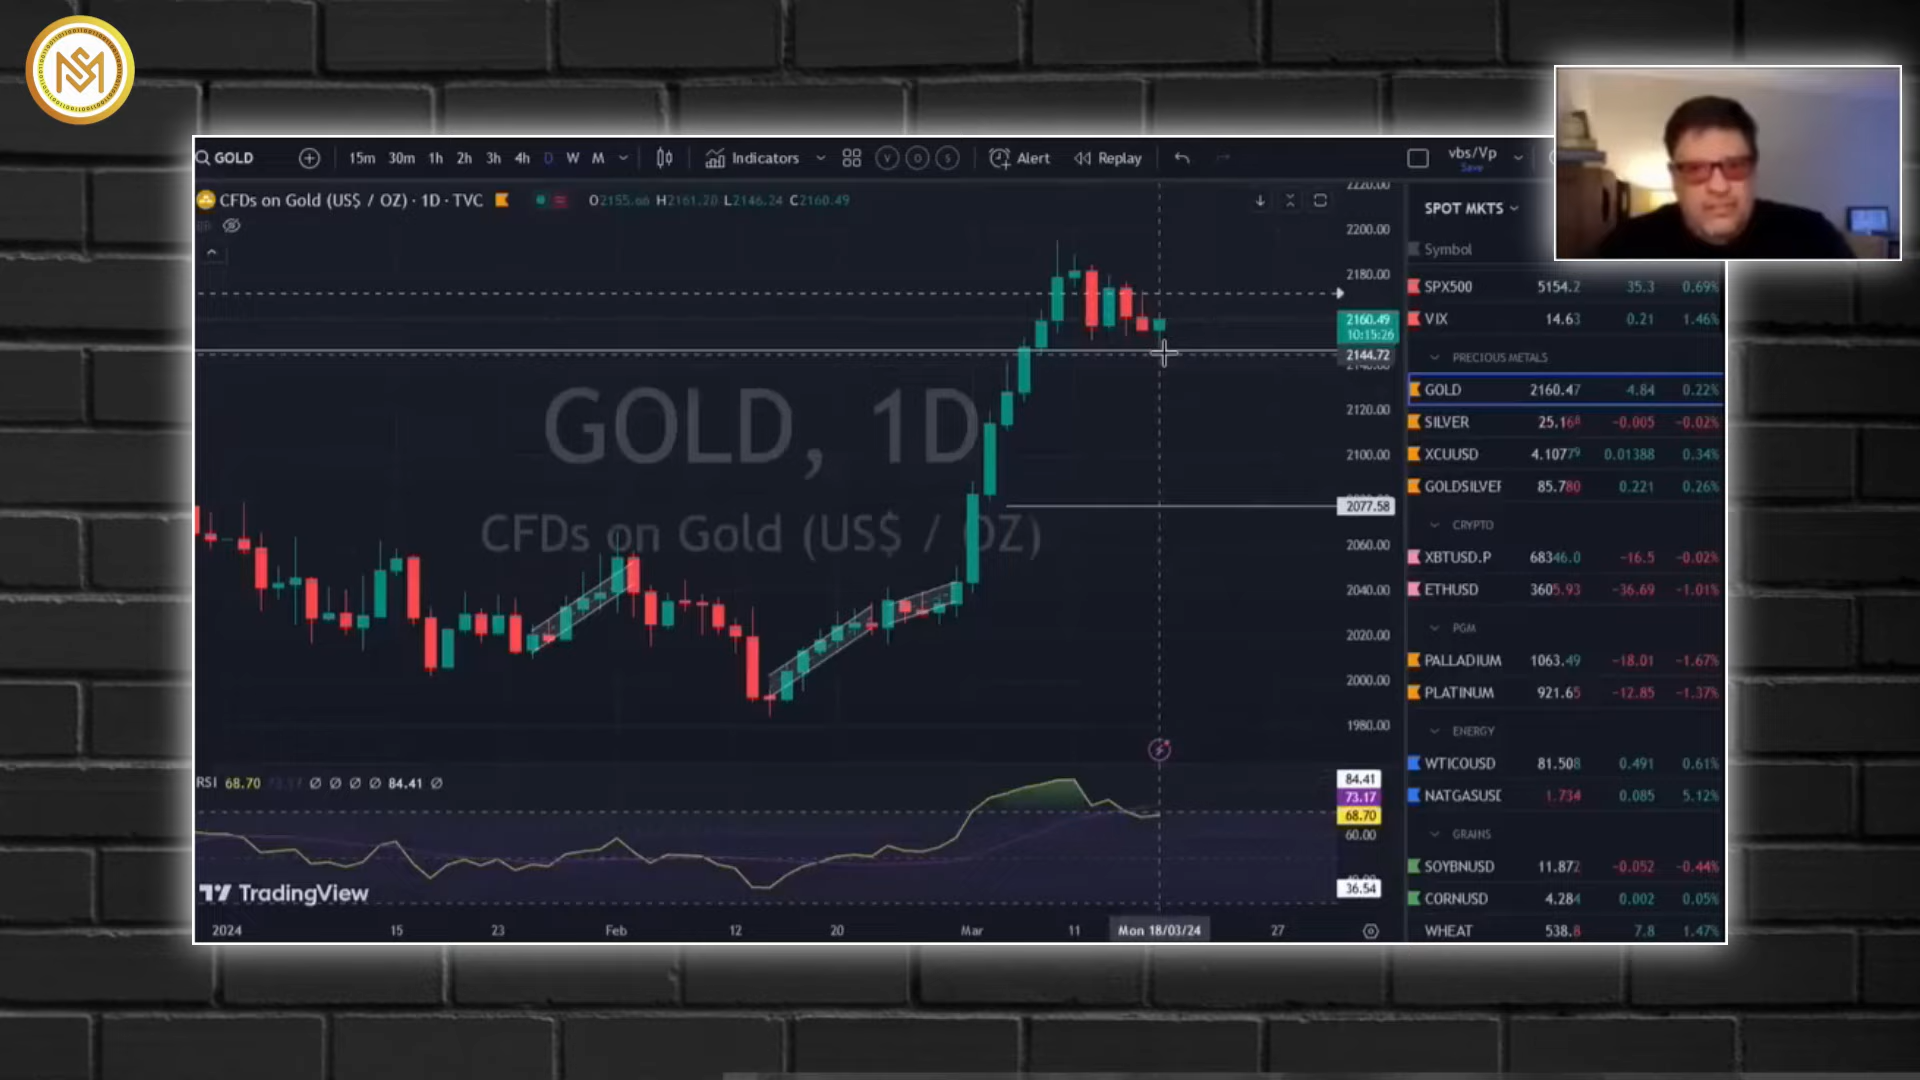 GOLD 15m 30m 1h 2h 3h 4h D W M Indicators V O S Alert Replay vbs/Vp
Save
CFDs on Gold (US$ / OZ) · 1D · TVC O2155.66 H2161.20 L2146.24 C2160.49
GOLD, 1D
CFDs on Gold (US$ / OZ)
2220.00
2200.00
2180.00
2160.49
10:15:26
2144.72
2140.00
2120.00
2100.00
2077.58
2060.00
2040.00
2020.00
2000.00
1980.00
RSI 68.70 73.17 Ø Ø Ø Ø 84.41 Ø
84.41
73.17
68.70
60.00
36.54
TradingView
2024 15 23 Feb 12 20 Mar 11 Mon 18/03/24 27
SPOT MKTS
Symbol
SPX500 5154.2 35.3 0.69%
VIX 14.63 0.21 1.46%
PRECIOUS METALS
GOLD 2160.47 4.84 0.22%
SILVER 25.168 -0.005 -0.02%
XCUUSD 4.10779 0.01388 0.34%
GOLDSILVER 85.780 0.221 0.26%
CRYPTO
XBTUSD.P 68346.0 -16.5 -0.02%
ETHUSD 3605.93 -36.69 -1.01%
PGM
PALLADIUM 1063.49 -18.01 -1.67%
PLATINUM 921.65 -12.85 -1.37%
ENERGY
WTICOUSD 81.508 0.491 0.61%
NATGASUSD 1.734 0.085 5.12%
GRAINS
SOYBNUSD 11.872 -0.052 -0.44%
CORNUSD 4.284 0.002 0.05%
WHEAT 538.8 7.8 1.47%